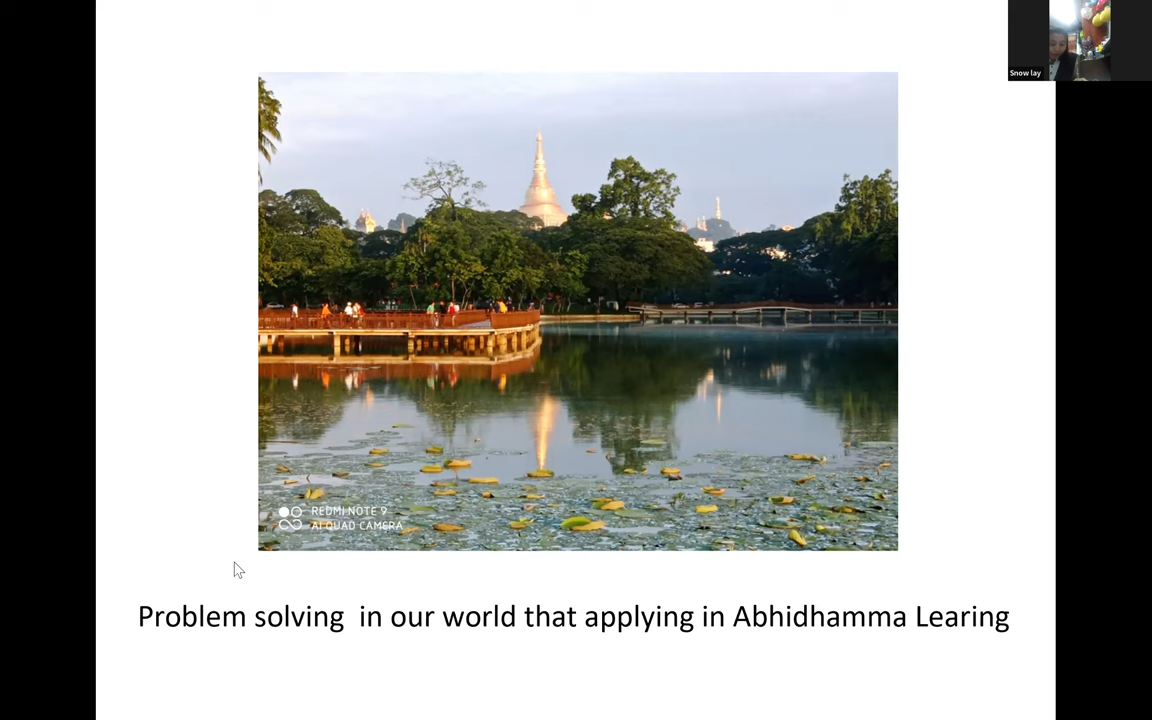 Snow lay
REDMI NOTE 9
AI QUAD CAMERA
Problem solving  in our world that applying in Abhidhamma Learing